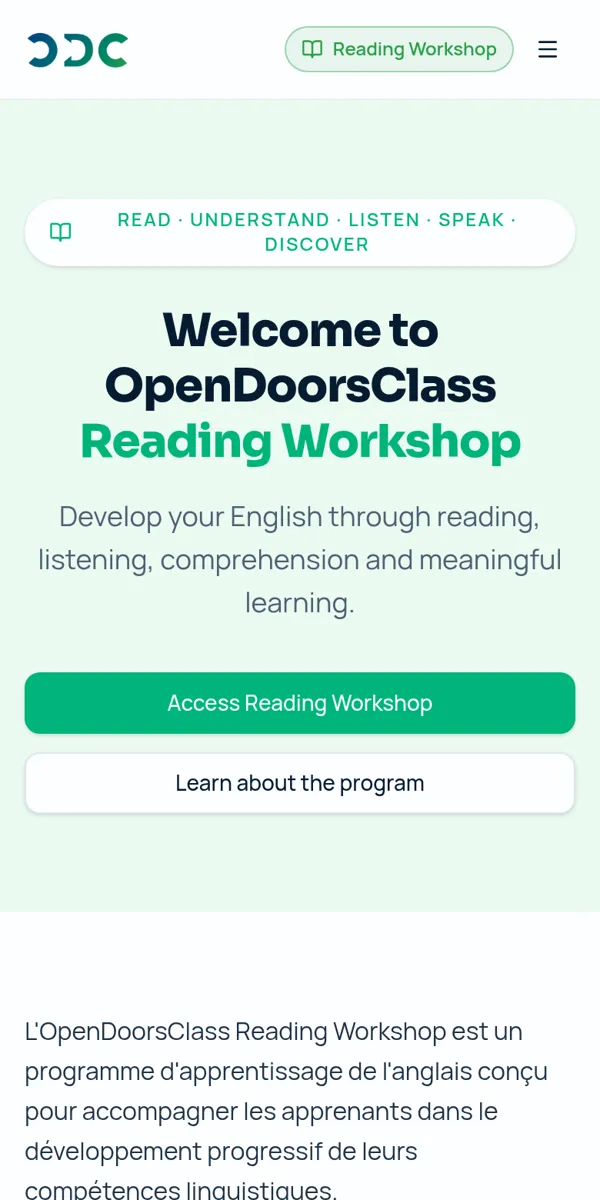 ODC
Reading Workshop
READ · UNDERSTAND · LISTEN · SPEAK ·
DISCOVER
Welcome to
OpenDoorsClass
Reading Workshop
Develop your English through reading,
listening, comprehension and meaningful
learning.
Access Reading Workshop
Learn about the program
L'OpenDoorsClass Reading Workshop est un
programme d'apprentissage de l'anglais conçu
pour accompagner les apprenants dans le
développement progressif de leurs
compétences linguistiques.